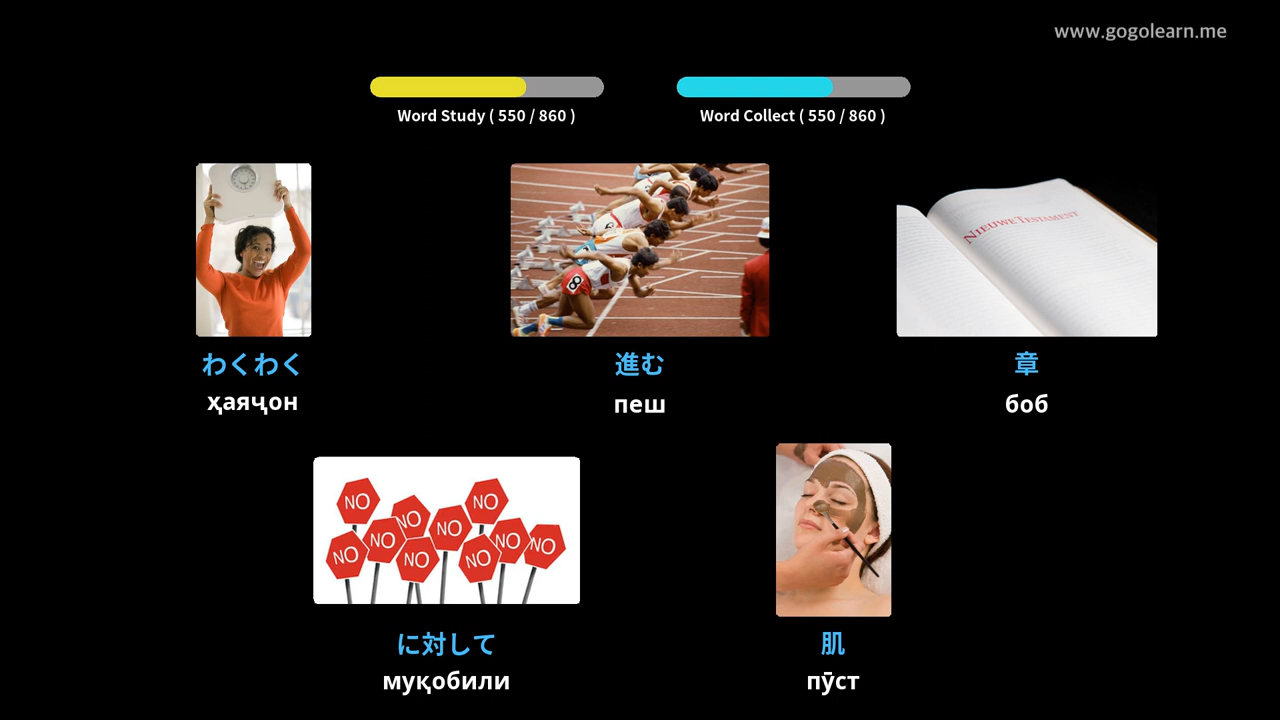 www.gogolearn.me
Word Study ( 550 / 860 )
Word Collect ( 550 / 860 )
NIEUWE TESTAMENT
わくわく
進む
章
ҳаяҷон
пеш
боб
NO
NO
NO
NO
NO
NO
NO
NO
NO
NO
に対して
肌
муқобили
пӯст